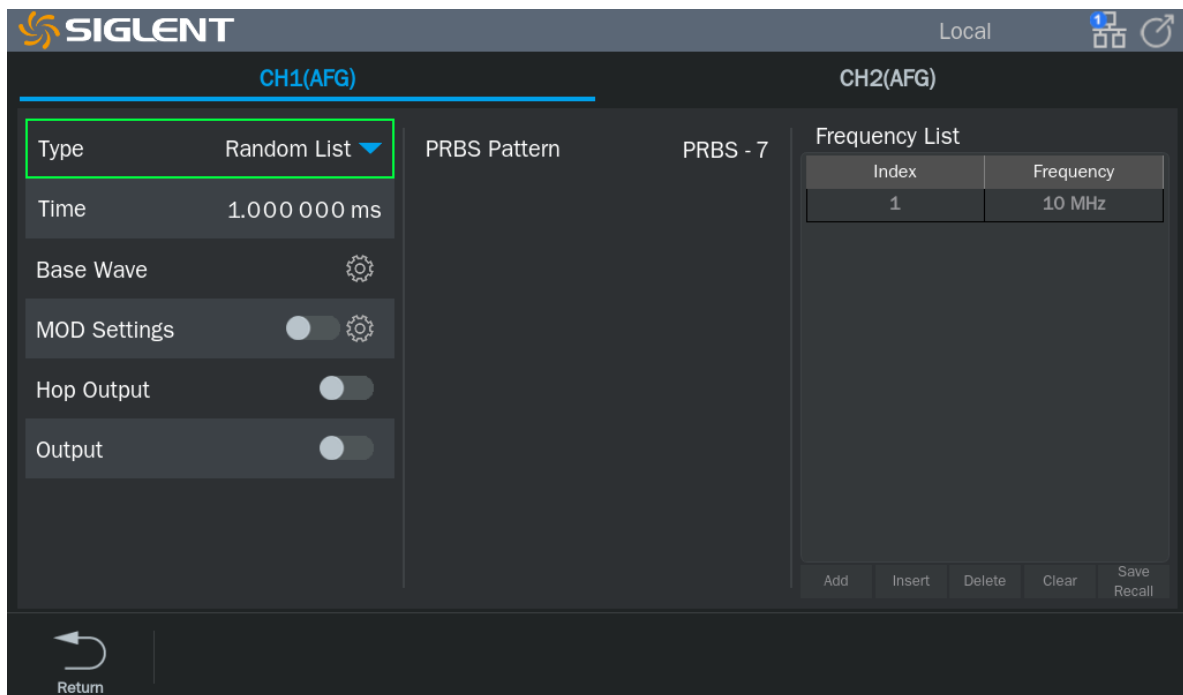 SIGLENT
Local
1
CH1(AFG)
CH2(AFG)
Type
Random List
Time
1.000 000 ms
Base Wave
MOD Settings
Hop Output
Output
PRBS Pattern
PRBS - 7
Frequency List
Index Frequency
1 10 MHz
Add Insert Delete Clear Save Recall
Return